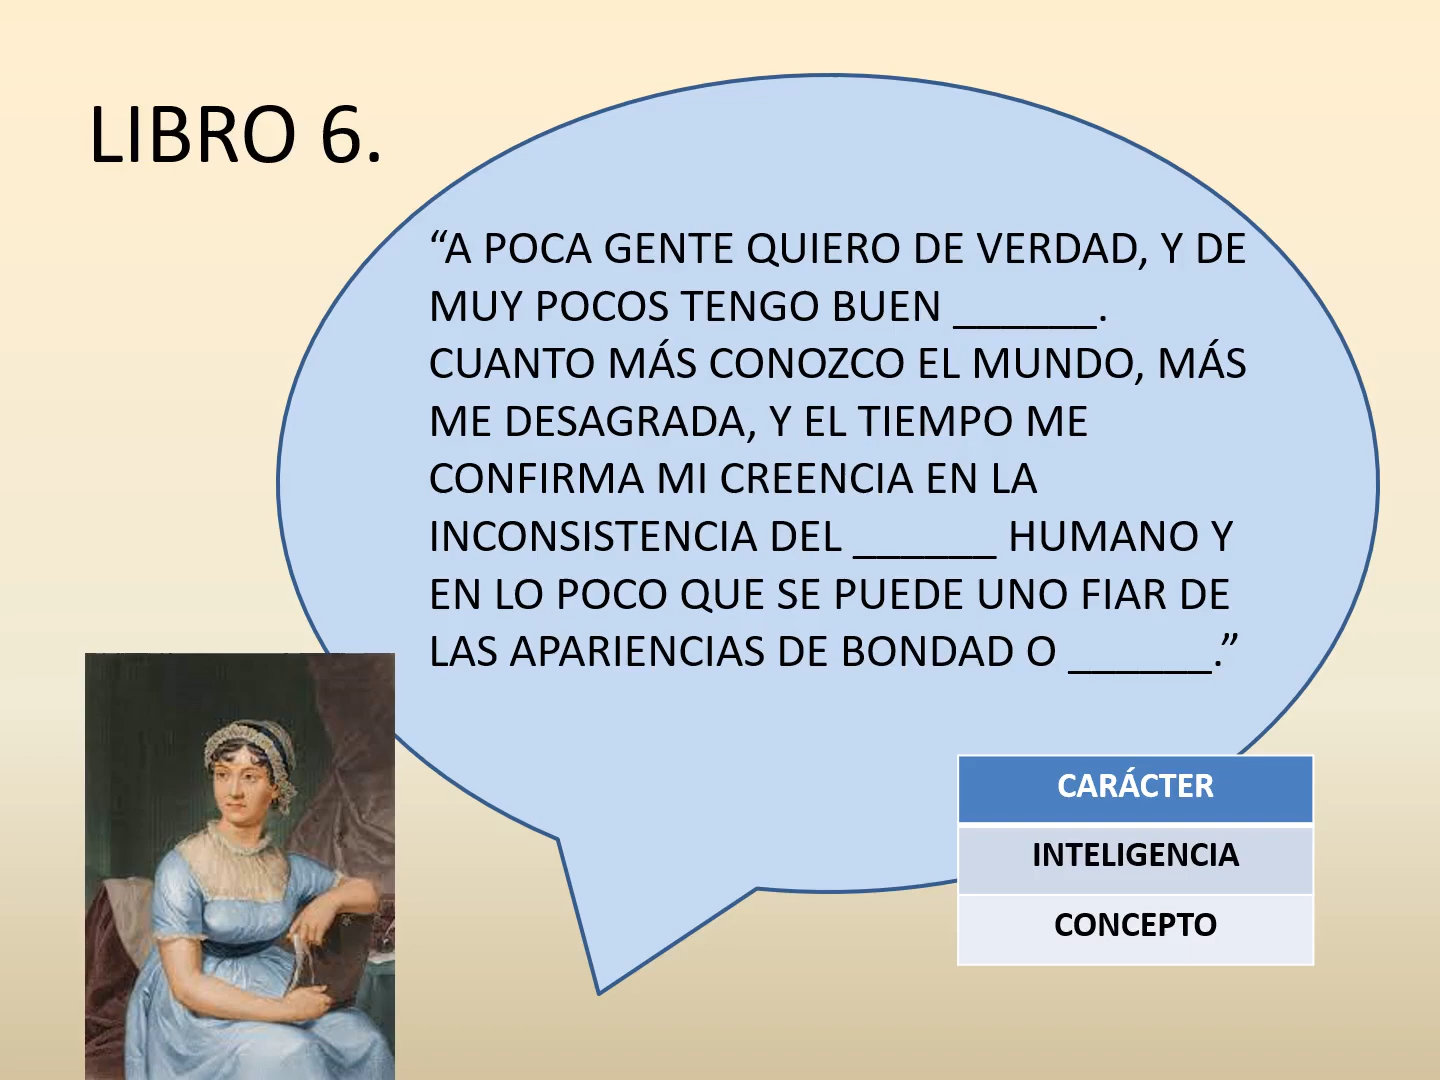 LIBRO 6.
“A POCA GENTE QUIERO DE VERDAD, Y DE
MUY POCOS TENGO BUEN ______.
CUANTO MÁS CONOZCO EL MUNDO, MÁS
ME DESAGRADA, Y EL TIEMPO ME
CONFIRMA MI CREENCIA EN LA
INCONSISTENCIA DEL ______ HUMANO Y
EN LO POCO QUE SE PUEDE UNO FIAR DE
LAS APARIENCIAS DE BONDAD O ______.”
CARÁCTER
INTELIGENCIA
CONCEPTO